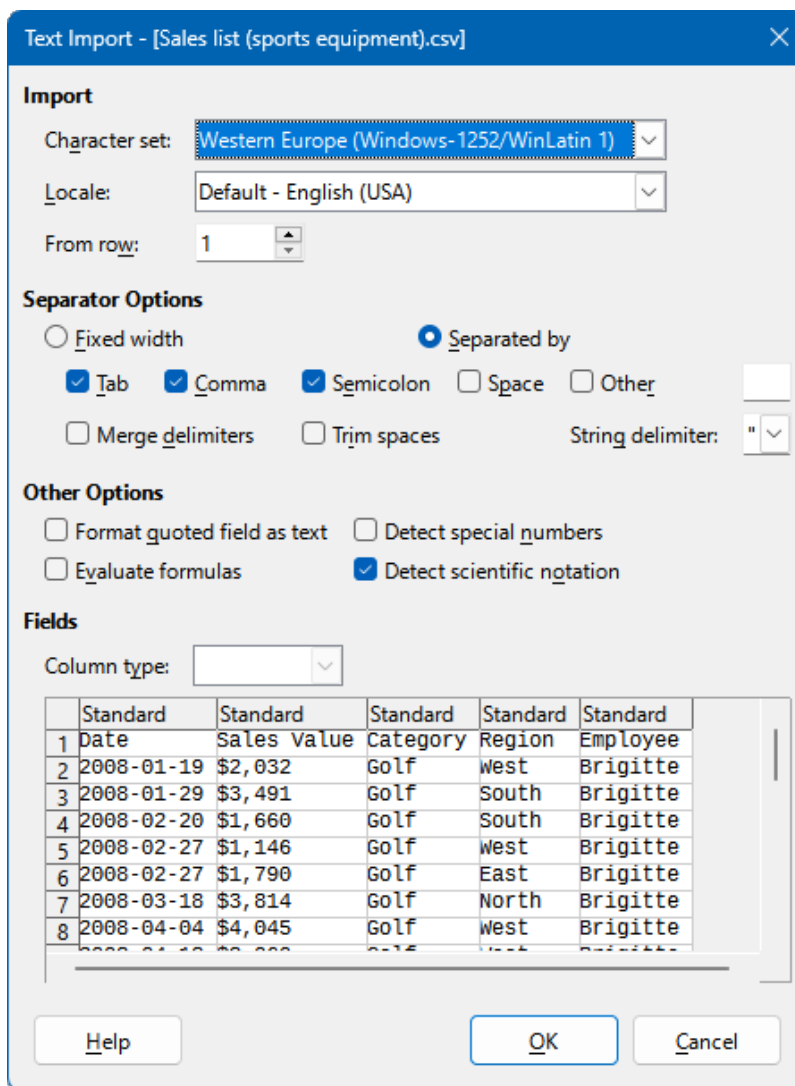 Text Import - [Sales list (sports equipment).csv]
Import
Character set: Western Europe (Windows-1252/WinLatin 1)
Locale: Default - English (USA)
From row: 1
Separator Options
Fixed width Separated by
Tab Comma Semicolon Space Other
Merge delimiters Trim spaces String delimiter: "
Other Options
Format quoted field as text Detect special numbers
Evaluate formulas Detect scientific notation
Fields
Column type:
Standard Standard Standard Standard Standard
1 Date Sales Value Category Region Employee
2 2008-01-19 $2,032 Golf West Brigitte
3 2008-01-29 $3,491 Golf South Brigitte
4 2008-02-20 $1,660 Golf South Brigitte
5 2008-02-27 $1,146 Golf West Brigitte
6 2008-02-27 $1,790 Golf East Brigitte
7 2008-03-18 $3,814 Golf North Brigitte
8 2008-04-04 $4,045 Golf West Brigitte
Help OK Cancel